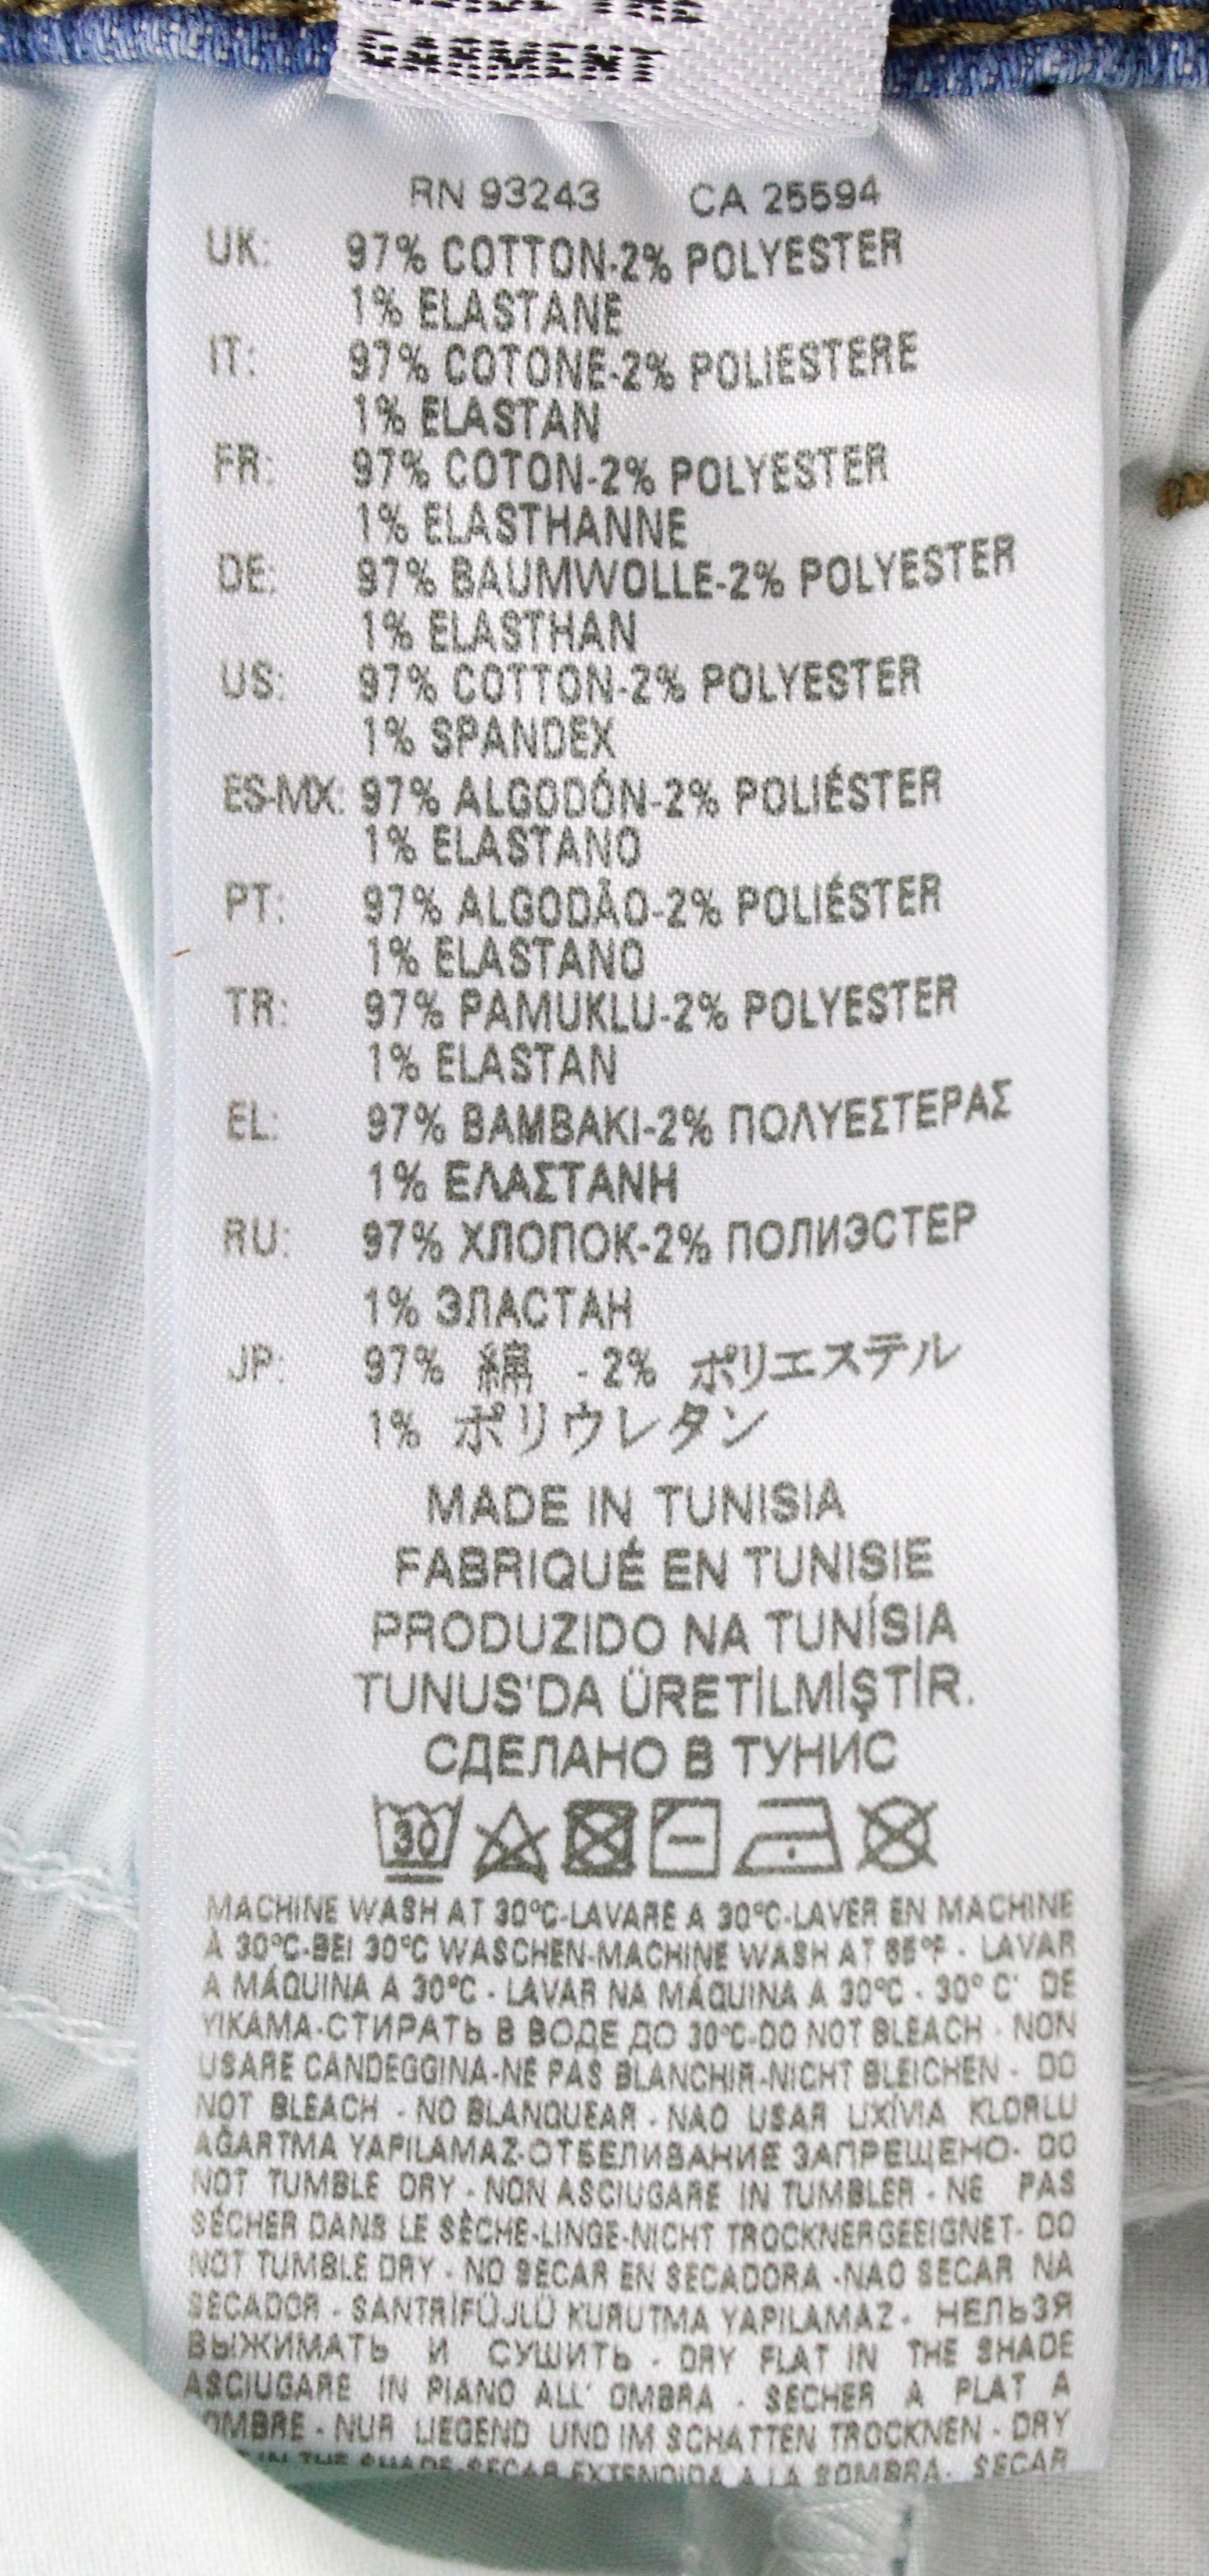 GARMENT
RN 93243 CA 25594
UK: 97% COTTON-2% POLYESTER
1% ELASTANE
IT: 97% COTONE-2% POLIESTERE
1% ELASTAN
FR: 97% COTON-2% POLYESTER
1% ELASTHANNE
DE: 97% BAUMWOLLE-2% POLYESTER
1% ELASTHAN
US: 97% COTTON-2% POLYESTER
1% SPANDEX
ES-MX: 97% ALGODÓN-2% POLIÉSTER
1% ELASTANO
PT: 97% ALGODÃO-2% POLIÉSTER
1% ELASTANO
TR: 97% PAMUKLU-2% POLYESTER
1% ELASTAN
EL: 97% BAMBAKI-2% ΠΟΛΥΕΣΤΕΡΑΣ
1% ΕΛΑΣΤΑΝΗ
RU: 97% ХЛОПОК-2% ПОЛИЭСТЕР
1% ЭЛАСТАН
JP: 97% 綿 - 2% ポリエステル
1% ポリウレタン
MADE IN TUNISIA
FABRIQUÉ EN TUNISIE
PRODUZIDO NA TUNÍSIA
TUNUS'DA ÜRETİLMİŞTİR.
СДЕЛАНО В ТУНИС
30
MACHINE WASH AT 30°C-LAVARE A 30°C-LAVER EN MACHINE
À 30°C-BEI 30°C WASCHEN-MACHINE WASH AT 85°F - LAVAR
A MÁQUINA A 30°C - LAVAR NA MÁQUINA A 30°C - 30° C' DE
YIKAMA-СТИРАТЬ В ВОДЕ ДО 30°C-DO NOT BLEACH - NON
USARE CANDEGGINA-NE PAS BLANCHIR-NICHT BLEICHEN - DO
NOT BLEACH - NO BLANQUEAR - NAO USAR LIXÍVIA KLORLU
AĞARTMA YAPILAMAZ-ОТБЕЛИВАНИЕ ЗАПРЕЩЕНО- DO
NOT TUMBLE DRY - NON ASCIUGARE IN TUMBLER - NE PAS
SÉCHER DANS LE SÈCHE-LINGE-NICHT TROCKNERGEEIGNET- DO
NOT TUMBLE DRY - NO SECAR EN SECADORA -NAO SECAR NA
SECADOR - SANTRİFÜJLÜ KURUTMA YAPILAMAZ - НЕЛЬЗЯ
ВЫЖИМАТЬ И СУШИТЬ - DRY FLAT IN THE SHADE
ASCIUGARE IN PIANO ALL' OMBRA - SECHER A PLAT A
OMBRE - NUR LIEGEND UND IM SCHATTEN TROCKNEN - DRY
IN THE SHADE-SECAR EXTENDIDA A LA SOMBRA- SECAR